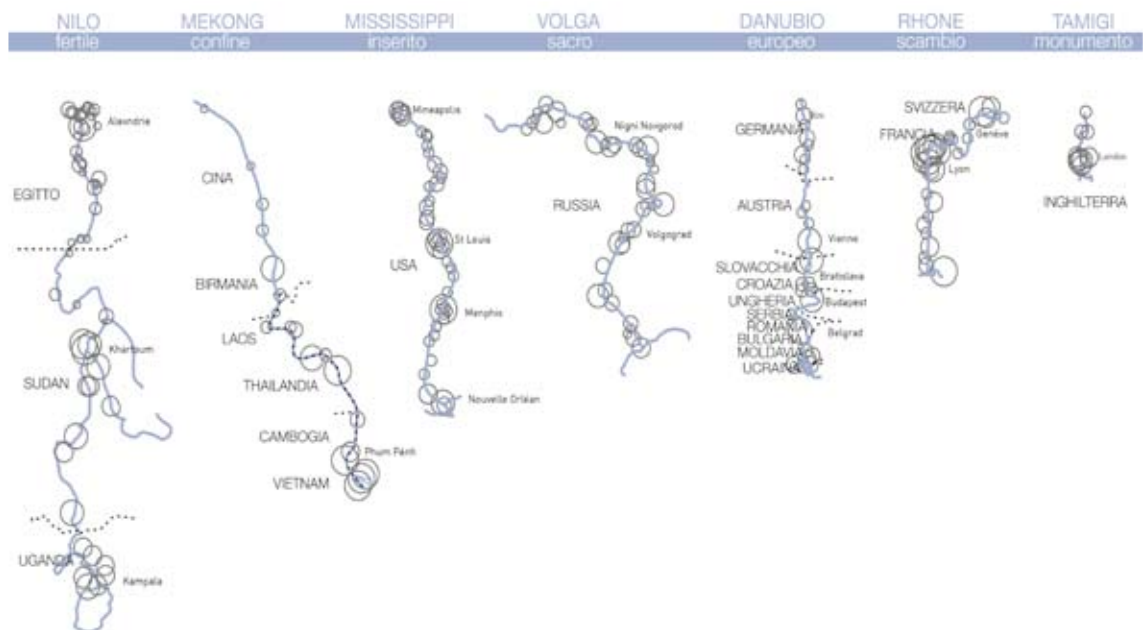 NILO
MEKONG
MISSISSIPPI
VOLGA
DANUBIO
RHONE
TAMIGI
fertile
confine
inserito
sacro
europeo
scambio
monumento
EGITTO
SUDAN
Khartoum
UGANDA
Kampala
CINA
BIRMANIA
LAOS
THAILANDIA
CAMBOGIA
Phum Pénh
VIETNAM
Mineapolis
St Louis
USA
Memphis
Nouvelle Orléan
Nigni Novgorod
RUSSIA
Volgograd
GERMANIA
AUSTRIA
Vienne
SLOVACCHIA
Bratislava
CROAZIA
UNGHERIA
Budapest
SERBIA
ROMANIA
Belgrad
BULGARIA
MOLDAVIA
UCRAINA
SVIZZERA
FRANCIA
Genéve
Lyon
London
INGHILTERRA